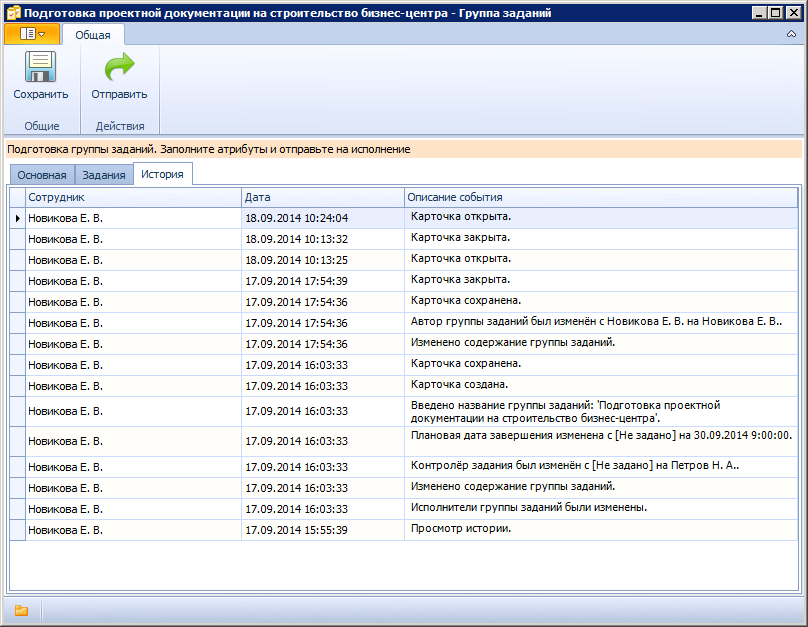 Подготовка проектной документации на строительство бизнес-центра - Группа заданий
Общая
Сохранить
Отправить
Общие
Действия
Подготовка группы заданий. Заполните атрибуты и отправьте на исполнение
Основная Задания История
Сотрудник Дата Описание события
Новикова Е. В. 18.09.2014 10:24:04 Карточка открыта.
Новикова Е. В. 18.09.2014 10:13:32 Карточка закрыта.
Новикова Е. В. 18.09.2014 10:13:25 Карточка открыта.
Новикова Е. В. 17.09.2014 17:54:39 Карточка закрыта.
Новикова Е. В. 17.09.2014 17:54:36 Карточка сохранена.
Новикова Е. В. 17.09.2014 17:54:36 Автор группы заданий был изменён с Новикова Е. В. на Новикова Е. В..
Новикова Е. В. 17.09.2014 17:54:36 Изменено содержание группы заданий.
Новикова Е. В. 17.09.2014 16:03:33 Карточка сохранена.
Новикова Е. В. 17.09.2014 16:03:33 Карточка создана.
Новикова Е. В. 17.09.2014 16:03:33 Введено название группы заданий: 'Подготовка проектной
документации на строительство бизнес-центра'.
Новикова Е. В. 17.09.2014 16:03:33 Плановая дата завершения изменена с [Не задано] на 30.09.2014 9:00:00.
Новикова Е. В. 17.09.2014 16:03:33 Контролёр задания был изменён с [Не задано] на Петров Н. А..
Новикова Е. В. 17.09.2014 16:03:33 Изменено содержание группы заданий.
Новикова Е. В. 17.09.2014 16:03:33 Исполнители группы заданий были изменены.
Новикова Е. В. 17.09.2014 15:55:39 Просмотр истории.